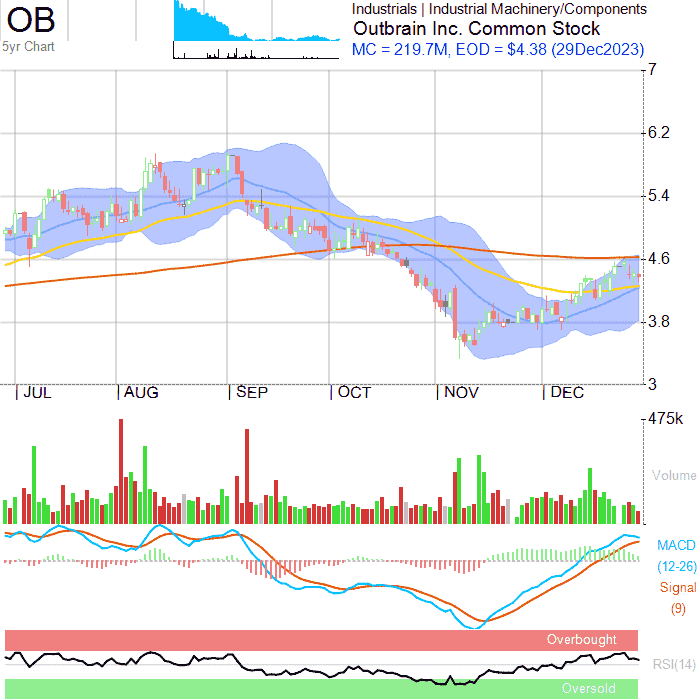 OB
5yr Chart
Industrials | Industrial Machinery/Components
Outbrain Inc. Common Stock
MC = 219.7M, EOD = $4.38 (29Dec2023)
7
6.2
5.4
4.6
3.8
3
| JUL | AUG | SEP | OCT | NOV | DEC
475k
Volume
MACD
(12-26)
Signal
(9)
Overbought
RSI(14)
Oversold